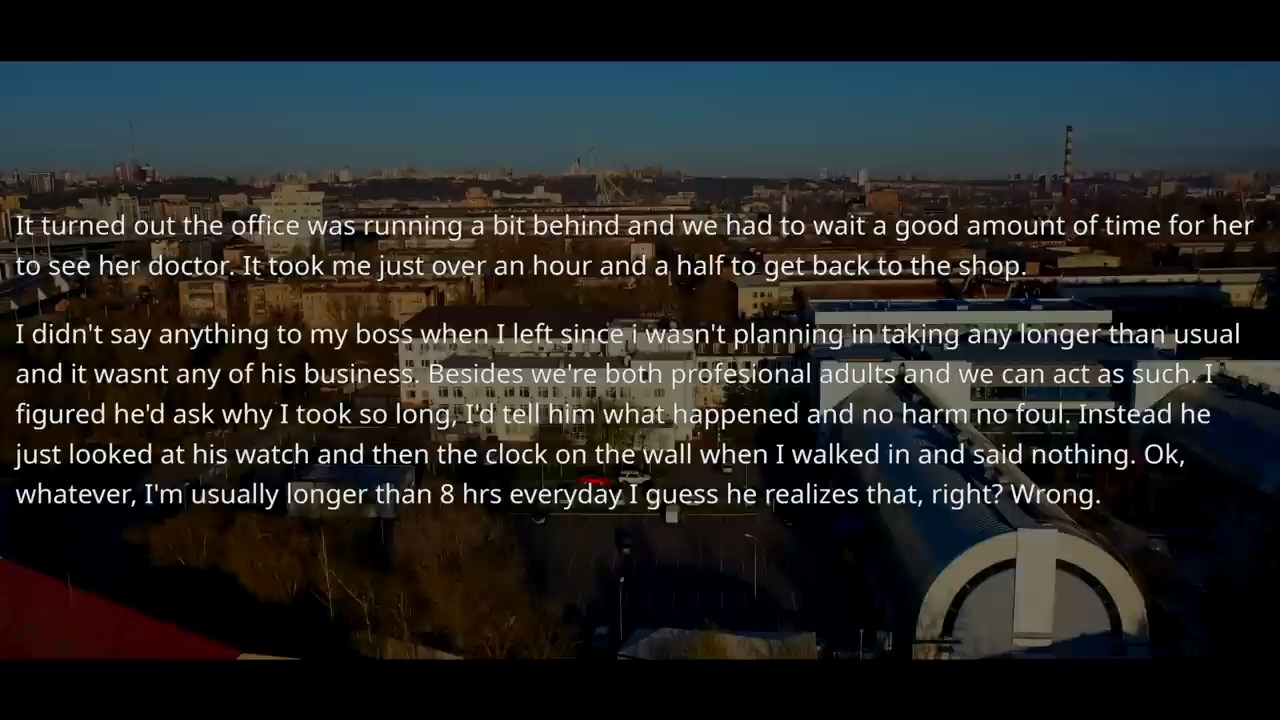 It turned out the office was running a bit behind and we had to wait a good amount of time for her
to see her doctor. It took me just over an hour and a half to get back to the shop.
I didn't say anything to my boss when I left since i wasn't planning in taking any longer than usual
and it wasnt any of his business. Besides we're both profesional adults and we can act as such. I
figured he'd ask why I took so long, I'd tell him what happened and no harm no foul. Instead he
just looked at his watch and then the clock on the wall when I walked in and said nothing. Ok,
whatever, I'm usually longer than 8 hrs everyday I guess he realizes that, right? Wrong.